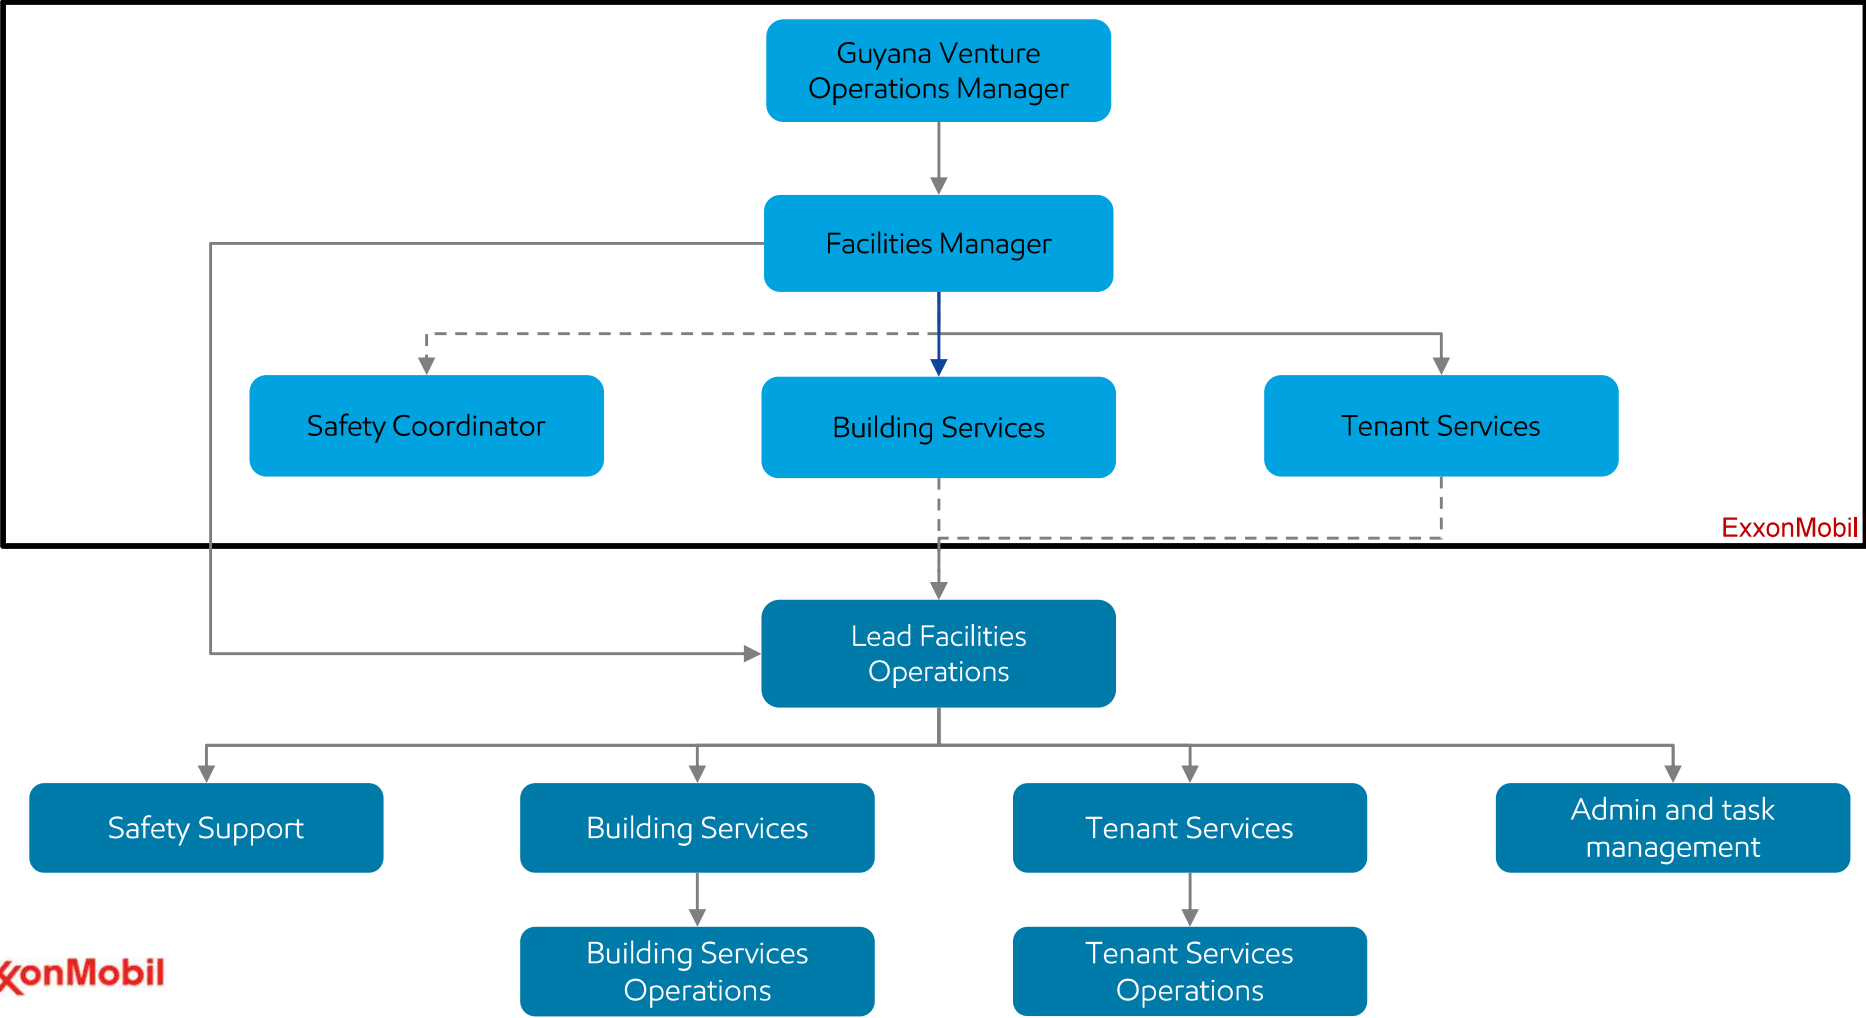 Guyana Venture
Operations Manager
Facilities Manager
Safety Coordinator
Building Services
Tenant Services
ExxonMobil
Lead Facilities
Operations
Safety Support
Building Services
Tenant Services
Admin and task
management
Building Services
Operations
Tenant Services
Operations
xonMobil